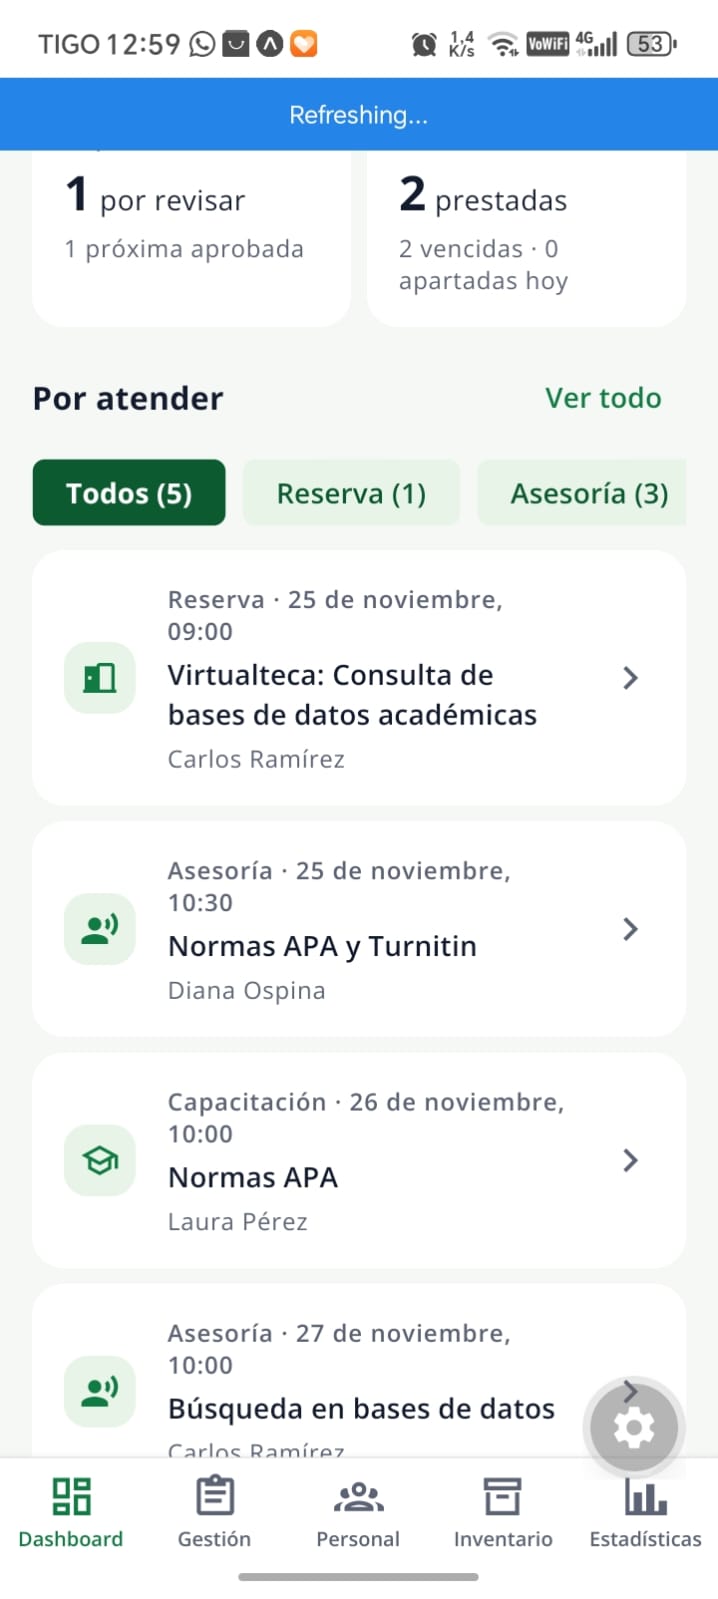 TIGO 12:59
1,4
K/s
VoWiFi
4G
53
Refreshing...
1 por revisar
1 próxima aprobada
2 prestadas
2 vencidas · 0
apartadas hoy
Por atender
Ver todo
Todos (5)
Reserva (1)
Asesoría (3)
Reserva · 25 de noviembre,
09:00
Virtualteca: Consulta de
bases de datos académicas
Carlos Ramírez
Asesoría · 25 de noviembre,
10:30
Normas APA y Turnitin
Diana Ospina
Capacitación · 26 de noviembre,
10:00
Normas APA
Laura Pérez
Asesoría · 27 de noviembre,
10:00
Búsqueda en bases de datos
Carlos Ramírez
Dashboard
Gestión
Personal
Inventario
Estadísticas